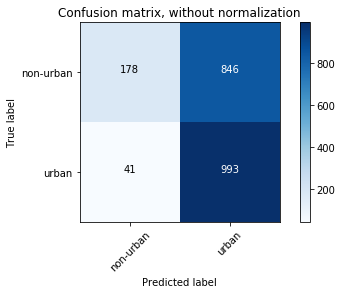 Confusion matrix, without normalization
True label
non-urban
178
846
urban
41
993
non-urban
urban
Predicted label
800
600
400
200